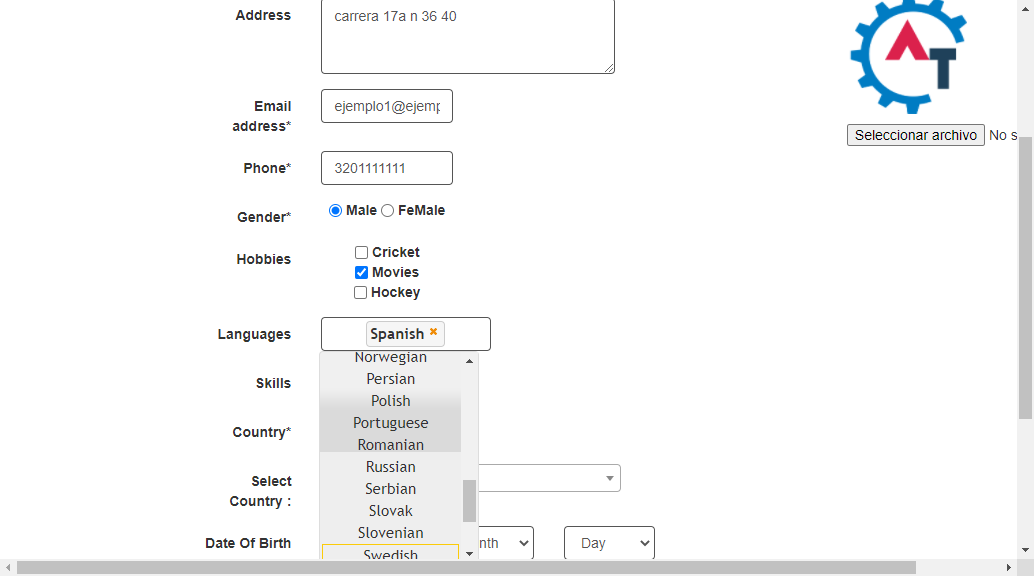 Address
carrera 17a n 36 40
Email
address*
ejemplo1@ejemp
Phone*
3201111111
Gender*
Male FeMale
Hobbies
Cricket
Movies
Hockey
Languages
Spanish
Norwegian
Persian
Polish
Portuguese
Romanian
Russian
Serbian
Slovak
Slovenian
Swedish
Skills
Country*
Select
Country :
Date Of Birth
nth
Day
AT
Seleccionar archivo No s